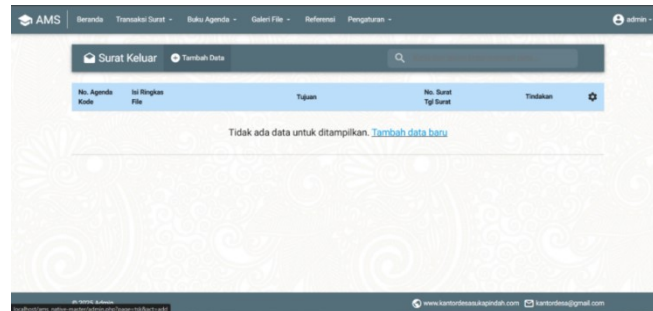 AMS Beranda Transaksi Surat Buku Agenda Galeri File Referensi Pengaturan admin
Surat Keluar Tambah Data
No. Agenda Isi Ringkas Tujuan No. Surat Tindakan
Kode File Tgl Surat
Tidak ada data untuk ditampilkan. Tambah data baru
© 2025 Admin www.kantordesasukapindah.com kantordesa@gmail.com